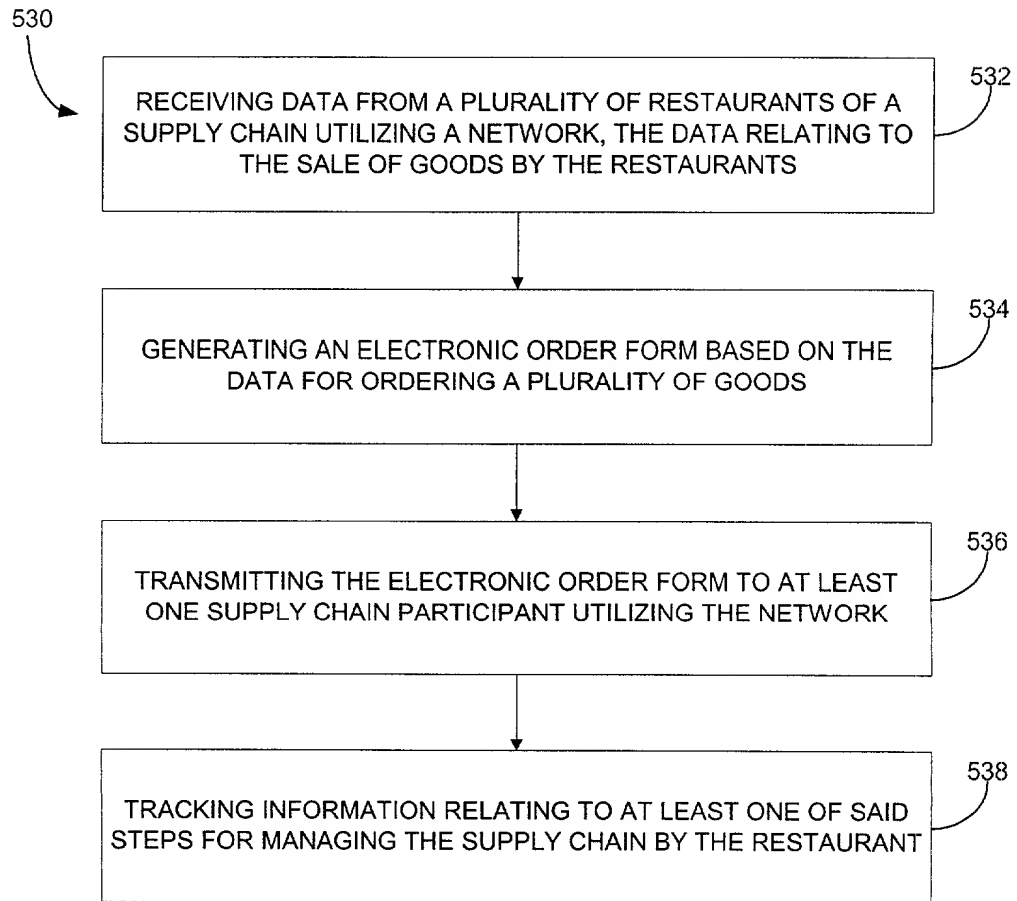 530
532
RECEIVING DATA FROM A PLURALITY OF RESTAURANTS OF A
SUPPLY CHAIN UTILIZING A NETWORK, THE DATA RELATING TO
THE SALE OF GOODS BY THE RESTAURANTS
534
GENERATING AN ELECTRONIC ORDER FORM BASED ON THE
DATA FOR ORDERING A PLURALITY OF GOODS
536
TRANSMITTING THE ELECTRONIC ORDER FORM TO AT LEAST
ONE SUPPLY CHAIN PARTICIPANT UTILIZING THE NETWORK
538
TRACKING INFORMATION RELATING TO AT LEAST ONE OF SAID
STEPS FOR MANAGING THE SUPPLY CHAIN BY THE RESTAURANT